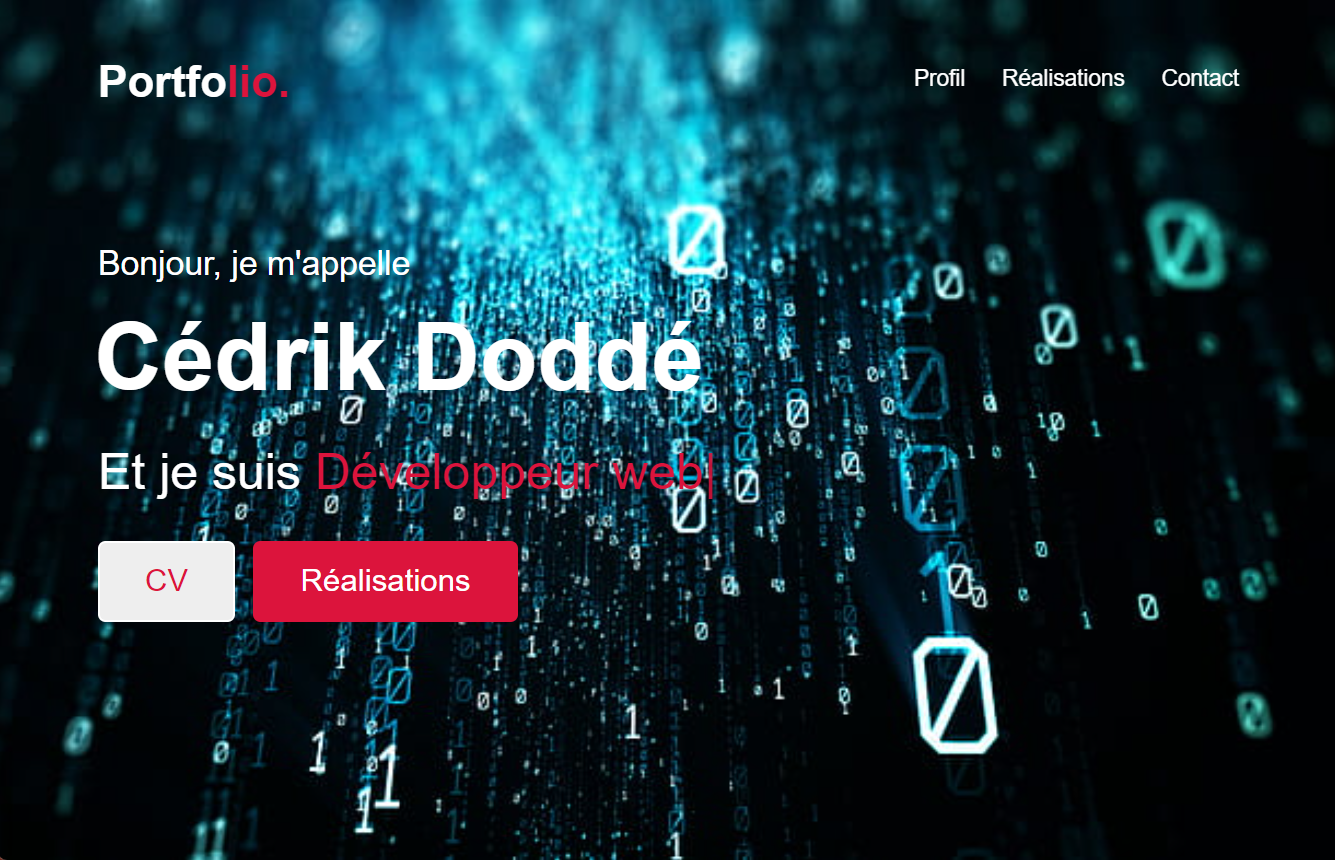 Portfolio.
Profil
Réalisations
Contact
Bonjour, je m'appelle
Cédrik Doddé
Et je suis Développeur web|
CV
Réalisations